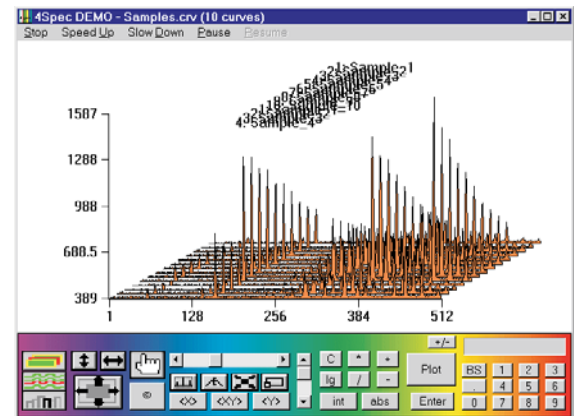 4Spec DEMO - Samples.crv (10 curves)
Stop Speed Up Slow Down Pause Resume
1587
1288
988
688.5
389
1 128 256 384 512
+/-
C ^ +
lg / -
int abs
Plot
Enter
BS 1 2 3
. 4 5 6
0 7 8 9
©
<X> <XY> <Y>